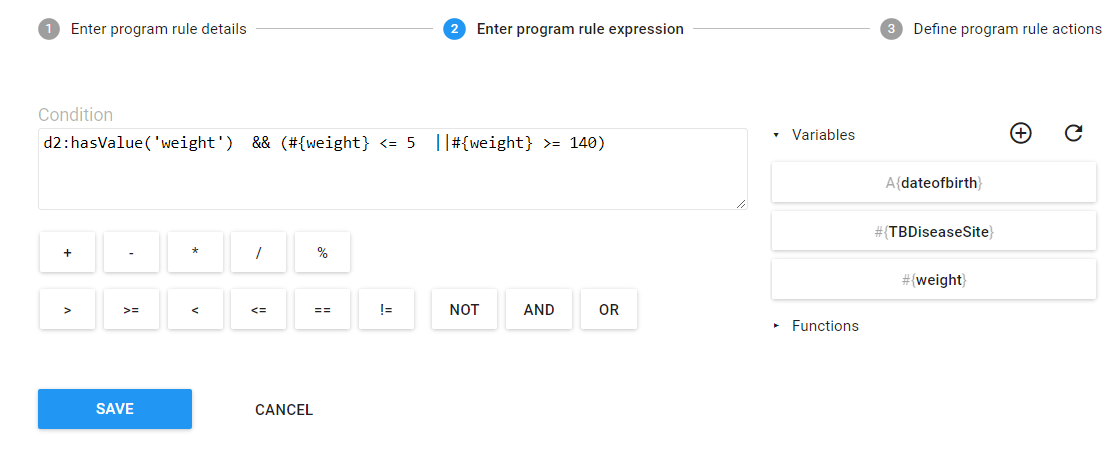 1 Enter program rule details 2 Enter program rule expression 3 Define program rule actions
Condition
d2:hasValue('weight')  && (#{weight} <= 5  ||#{weight} >= 140)
+ - * / %
> >= < <= == != NOT AND OR
SAVE CANCEL
Variables
A{dateofbirth}
#{TBDiseaseSite}
#{weight}
Functions